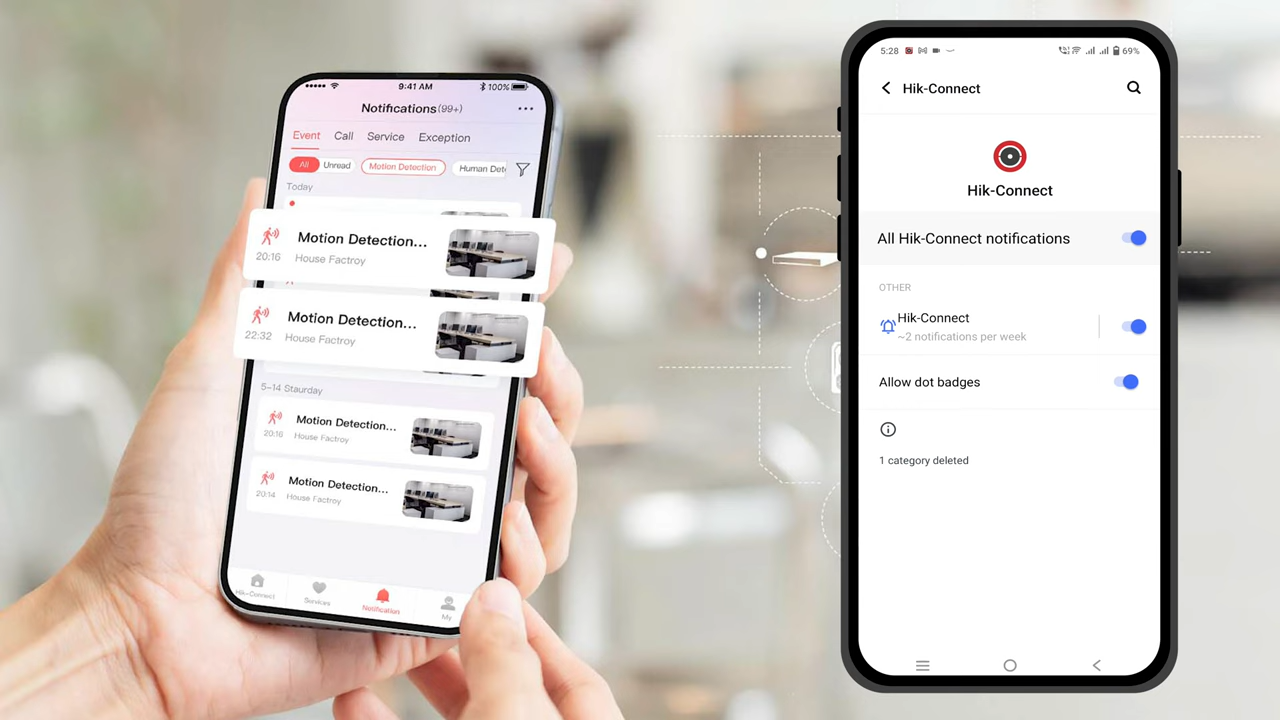 9:41 AM
100%
Notifications(99+)
Event Call Service Exception
All Unread Motion Detection Human Det
Today
Motion Detection...
20:16 House Factroy
Motion Detection...
22:32 House Factroy
5-14 Staurday
Motion Detection...
20:16 House Factroy
Motion Detection...
20:14 House Factroy
Hik-Connect Services Notification My
5:28
69%
Hik-Connect
Hik-Connect
All Hik-Connect notifications
OTHER
Hik-Connect
~2 notifications per week
Allow dot badges
1 category deleted